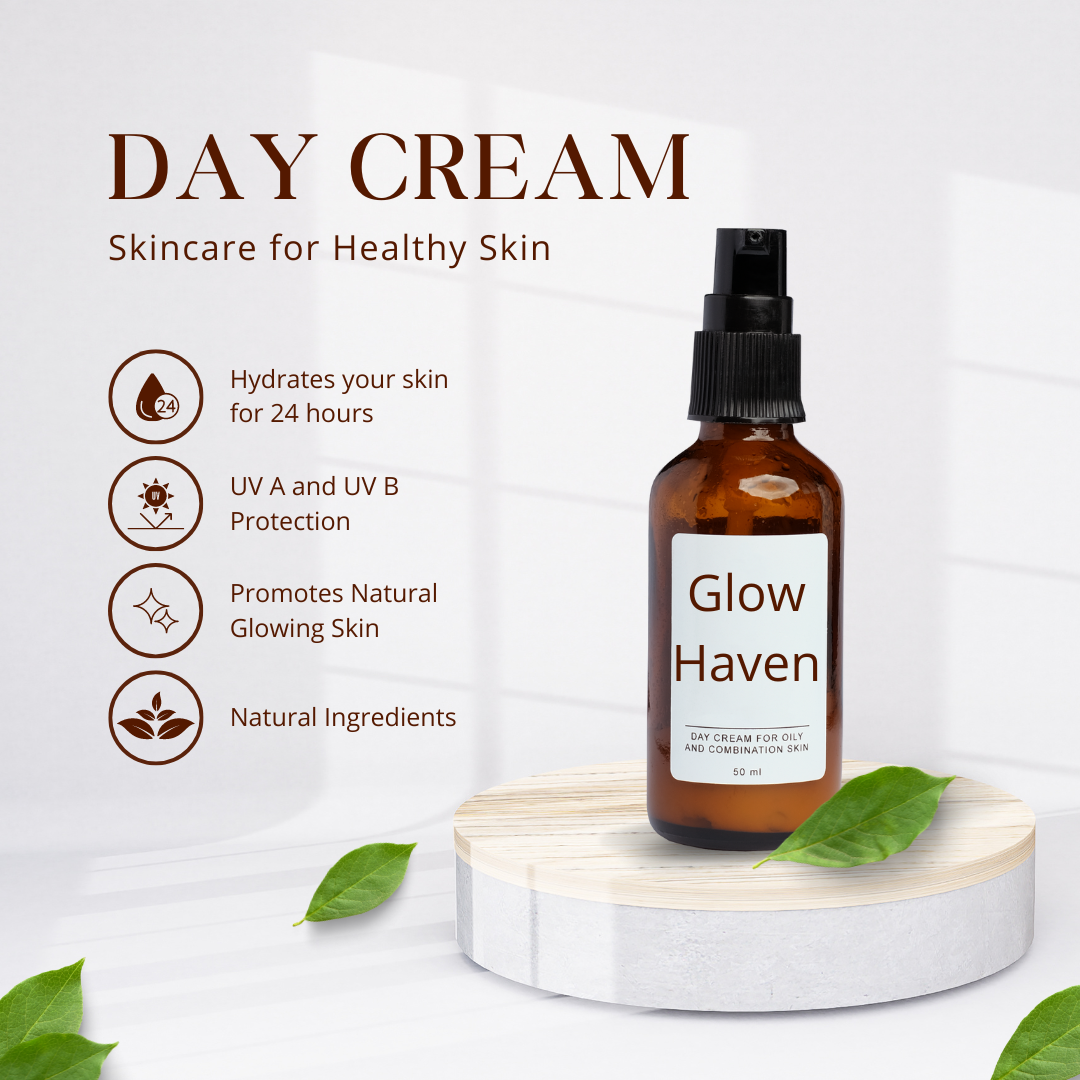 DAY CREAM
Skincare for Healthy Skin
Hydrates your skin
for 24 hours
24
UV A and UV B
Protection
UV
Promotes Natural
Glowing Skin
Natural Ingredients
Glow
Haven
DAY CREAM FOR OILY
AND COMBINATION SKIN
50 ml